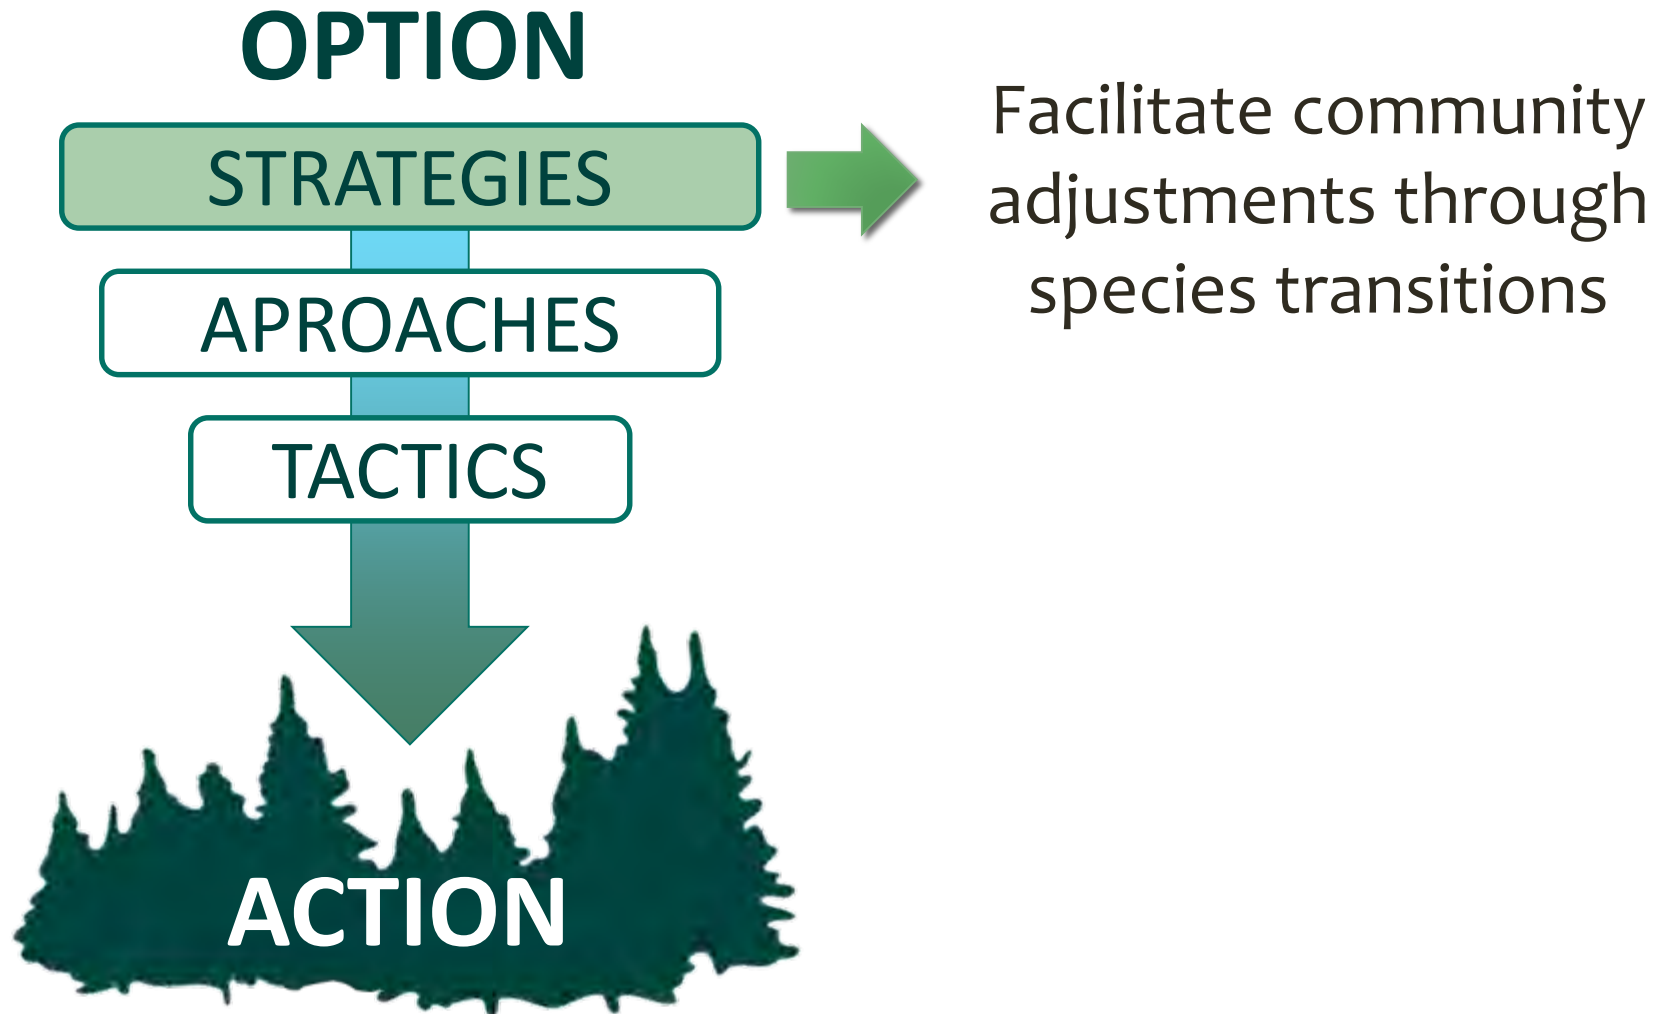 OPTION
STRATEGIES
Facilitate community
adjustments through
species transitions
APROACHES
TACTICS
ACTION